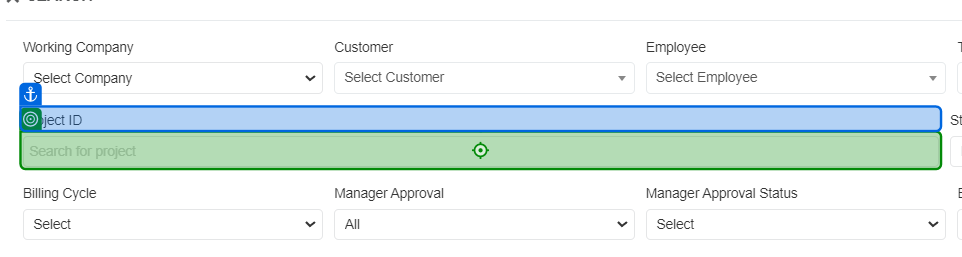 Working Company Customer Employee
Select Company Select Customer Select Employee
ject ID St
Search for project
Billing Cycle Manager Approval Manager Approval Status
Select All Select